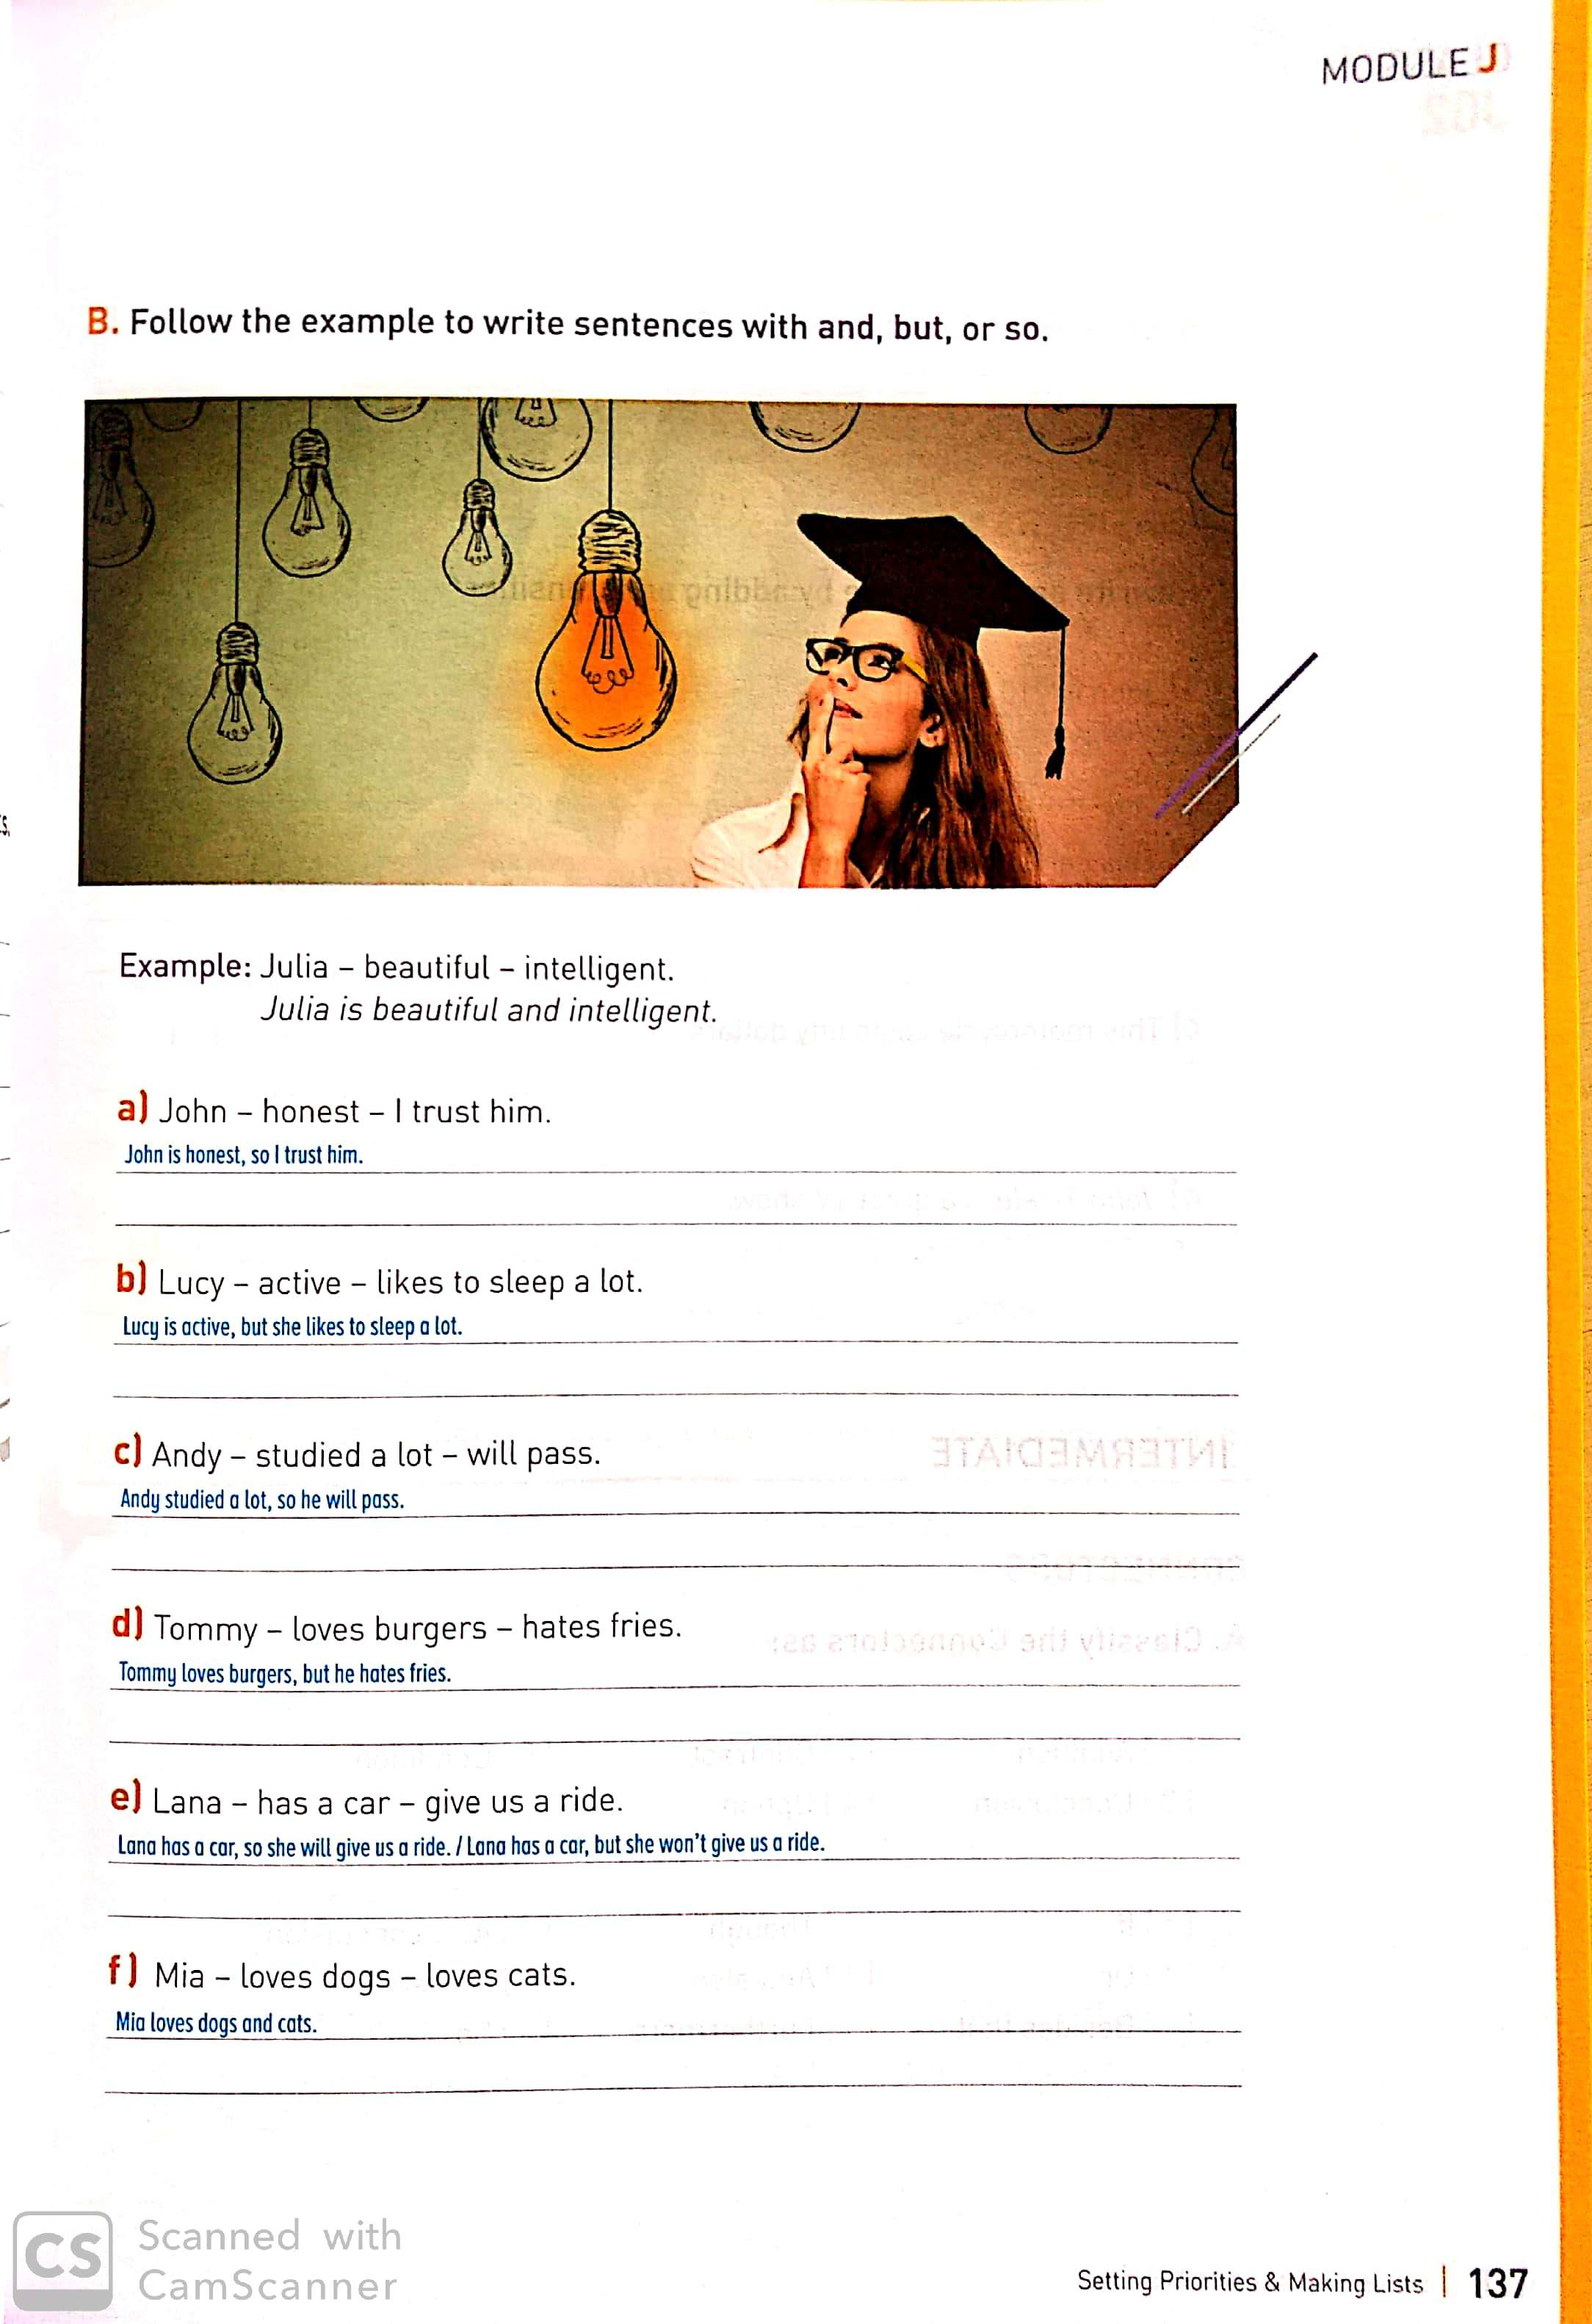 MODULE J
B. Follow the example to write sentences with and, but, or so.
Example: Julia – beautiful – intelligent.
Julia is beautiful and intelligent.
a) John – honest – I trust him.
John is honest, so I trust him.
b) Lucy – active – likes to sleep a lot.
Lucy is active, but she likes to sleep a lot.
c) Andy – studied a lot – will pass.
Andy studied a lot, so he will pass.
d) Tommy – loves burgers – hates fries.
Tommy loves burgers, but he hates fries.
e) Lana – has a car – give us a ride.
Lana has a car, so she will give us a ride. / Lana has a car, but she won't give us a ride.
f) Mia – loves dogs – loves cats.
Mia loves dogs and cats.
CS Scanned with
CamScanner
Setting Priorities & Making Lists | 137